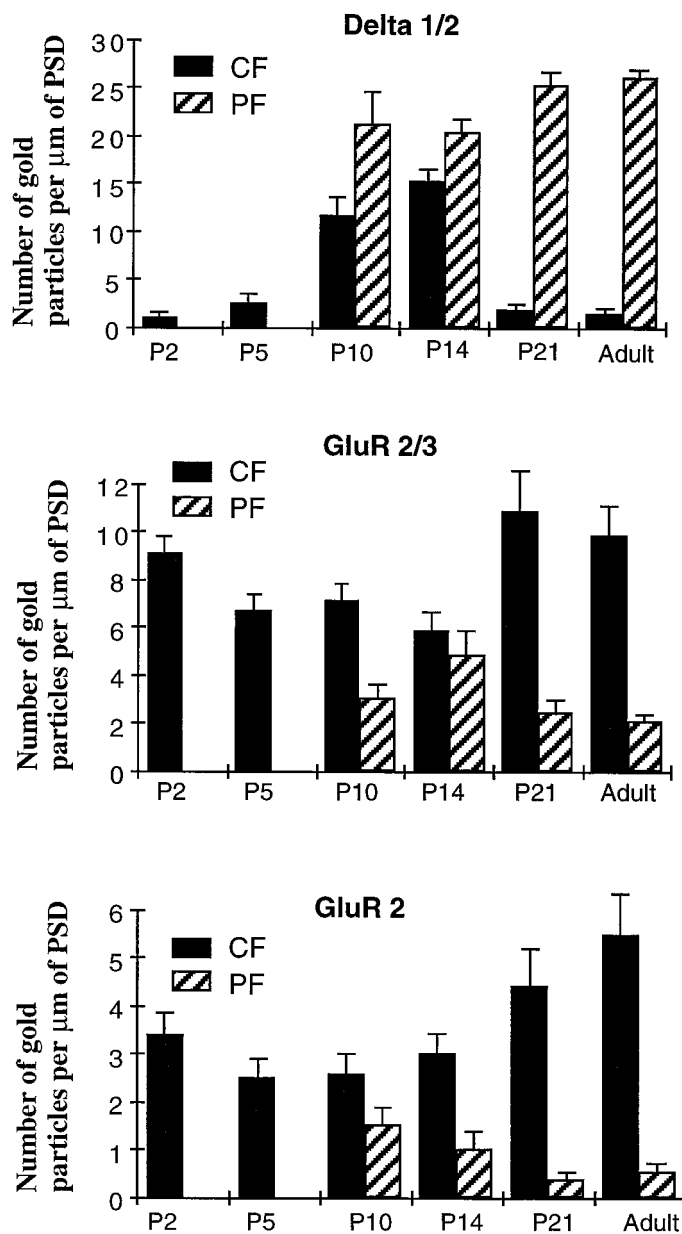 Delta 1/2
Number of gold
particles per μm of PSD
30
25
20
15
10
5
0
CF
PF
P2 P5 P10 P14 P21 Adult
GluR 2/3
Number of gold
particles per μm of PSD
12
10
8
6
4
2
0
CF
PF
P2 P5 P10 P14 P21 Adult
GluR 2
Number of gold
particles per μm of PSD
6
5
4
3
2
1
0
CF
PF
P2 P5 P10 P14 P21 Adult